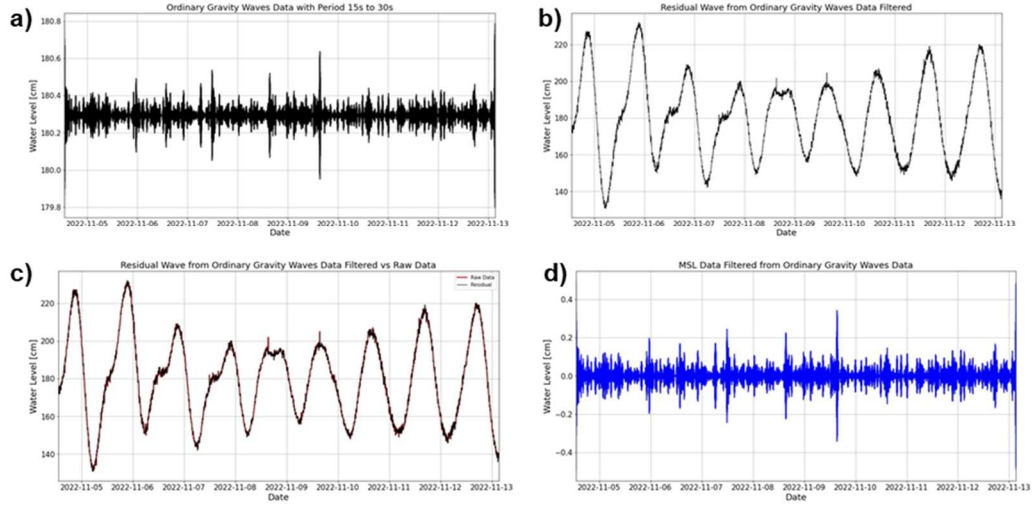 a)
Ordinary Gravity Waves Data with Period 15s to 30s
Water Level [cm]
180.8
180.6
180.4
180.2
180.0
179.8
2022-11-05 2022-11-06 2022-11-07 2022-11-08 2022-11-09 2022-11-10 2022-11-11 2022-11-12 2022-11-13
Date
b)
Residual Wave from Ordinary Gravity Waves Data Filtered
Water Level [cm]
220
200
180
160
140
2022-11-05 2022-11-06 2022-11-07 2022-11-08 2022-11-09 2022-11-10 2022-11-11 2022-11-12 2022-11-13
Date
c)
Residual Wave from Ordinary Gravity Waves Data Filtered vs Raw Data
Raw Data
Residual
Water Level [cm]
220
200
180
160
140
2022-11-05 2022-11-06 2022-11-07 2022-11-08 2022-11-09 2022-11-10 2022-11-11 2022-11-12 2022-11-13
Date
d)
MSL Data Filtered from Ordinary Gravity Waves Data
Water Level [cm]
0.4
0.2
0.0
−0.2
−0.4
2022-11-05 2022-11-06 2022-11-07 2022-11-08 2022-11-09 2022-11-10 2022-11-11 2022-11-12 2022-11-13
Date